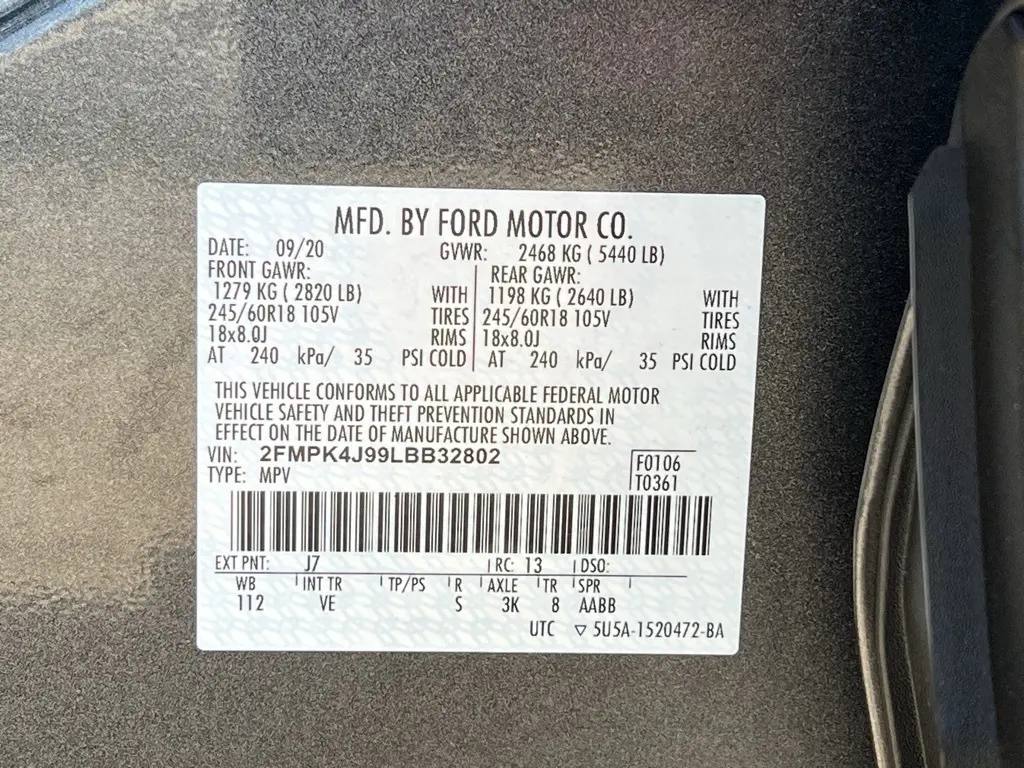 MFD. BY FORD MOTOR CO.
DATE: 09/20 GVWR: 2468 KG ( 5440 LB)
FRONT GAWR: REAR GAWR:
1279 KG ( 2820 LB) WITH 1198 KG ( 2640 LB) WITH
245/60R18 105V TIRES 245/60R18 105V TIRES
18x8.0J RIMS 18x8.0J RIMS
AT 240 kPa/ 35 PSI COLD AT 240 kPa/ 35 PSI COLD
THIS VEHICLE CONFORMS TO ALL APPLICABLE FEDERAL MOTOR
VEHICLE SAFETY AND THEFT PREVENTION STANDARDS IN
EFFECT ON THE DATE OF MANUFACTURE SHOWN ABOVE.
VIN: 2FMPK4J99LBB32802
F0106
TYPE: MPV
T0361
EXT PNT: J7 RC: 13 DSO:
WB INT TR TP/PS R AXLE TR SPR
112 VE S 3K 8 AABB
UTC ▽ 5U5A-1520472-BA